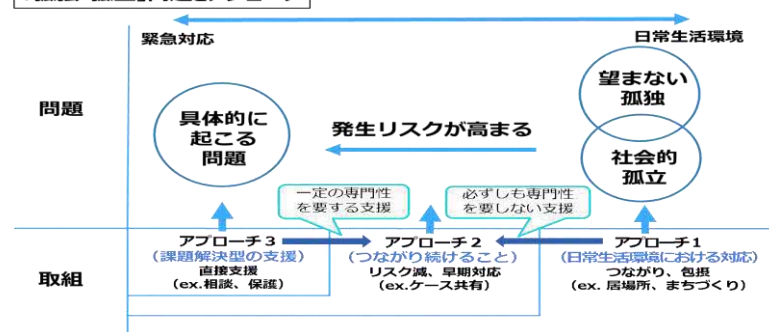 緊急対応
日常生活環境
問題
具体的に
起こる
問題
発生リスクが高まる
望まない
孤独
社会的
孤立
一定の専門性
を要する支援
必ずしも専門性
を要しない支援
取組
アプローチ3
(課題解決型の支援)
直接支援
(ex.相談、保護)
アプローチ2
(つながり続けること)
リスク減、早期対応
(ex.ケース共有)
アプローチ1
(日常生活環境における対応)
つながり、包摂
(ex. 居場所、まちづくり)